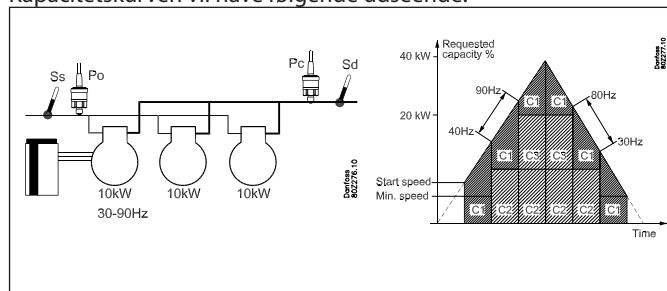 Kapacitetskurven vil have følgende udseende:
Ss
Po
Pc
Sd
10kW
10kW
10kW
30-90Hz
Danfoss
80Z276.10
40 kW
Requested
capacity %
Danfoss
80Z277.10
90Hz
80Hz
C1
C1
20 kW
40Hz
30Hz
C1
C3
C3
C1
Start speed
Min. speed
C1
C2
C2
C2
C2
C1
Time